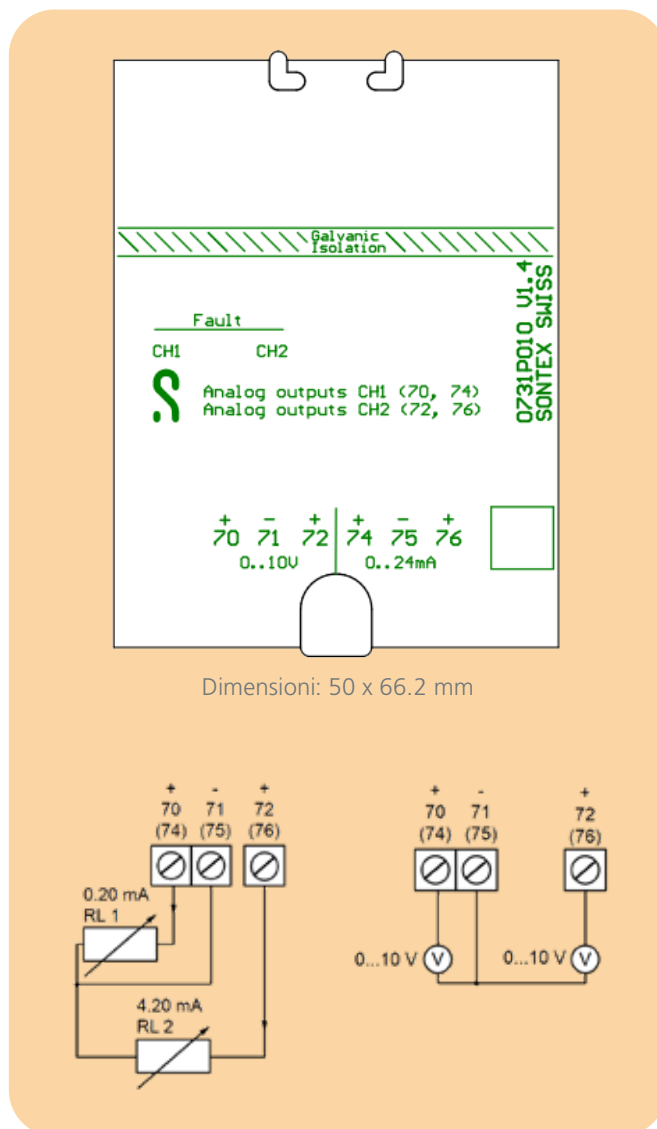 Galvanic
Isolation
0731P010 V1.4
SONTEX SWISS
Fault
CH1 CH2
Analog outputs CH1 (70, 74)
Analog outputs CH2 (72, 76)
+ - + + - +
70 71 72 74 75 76
0..10V 0..24mA
Dimensioni: 50 x 66.2 mm
+ - +
70 71 72
(74) (75) (76)
0.20 mA
RL 1
4.20 mA
RL 2
+ - +
70 71 72
(74) (75) (76)
0...10 V V 0...10 V V